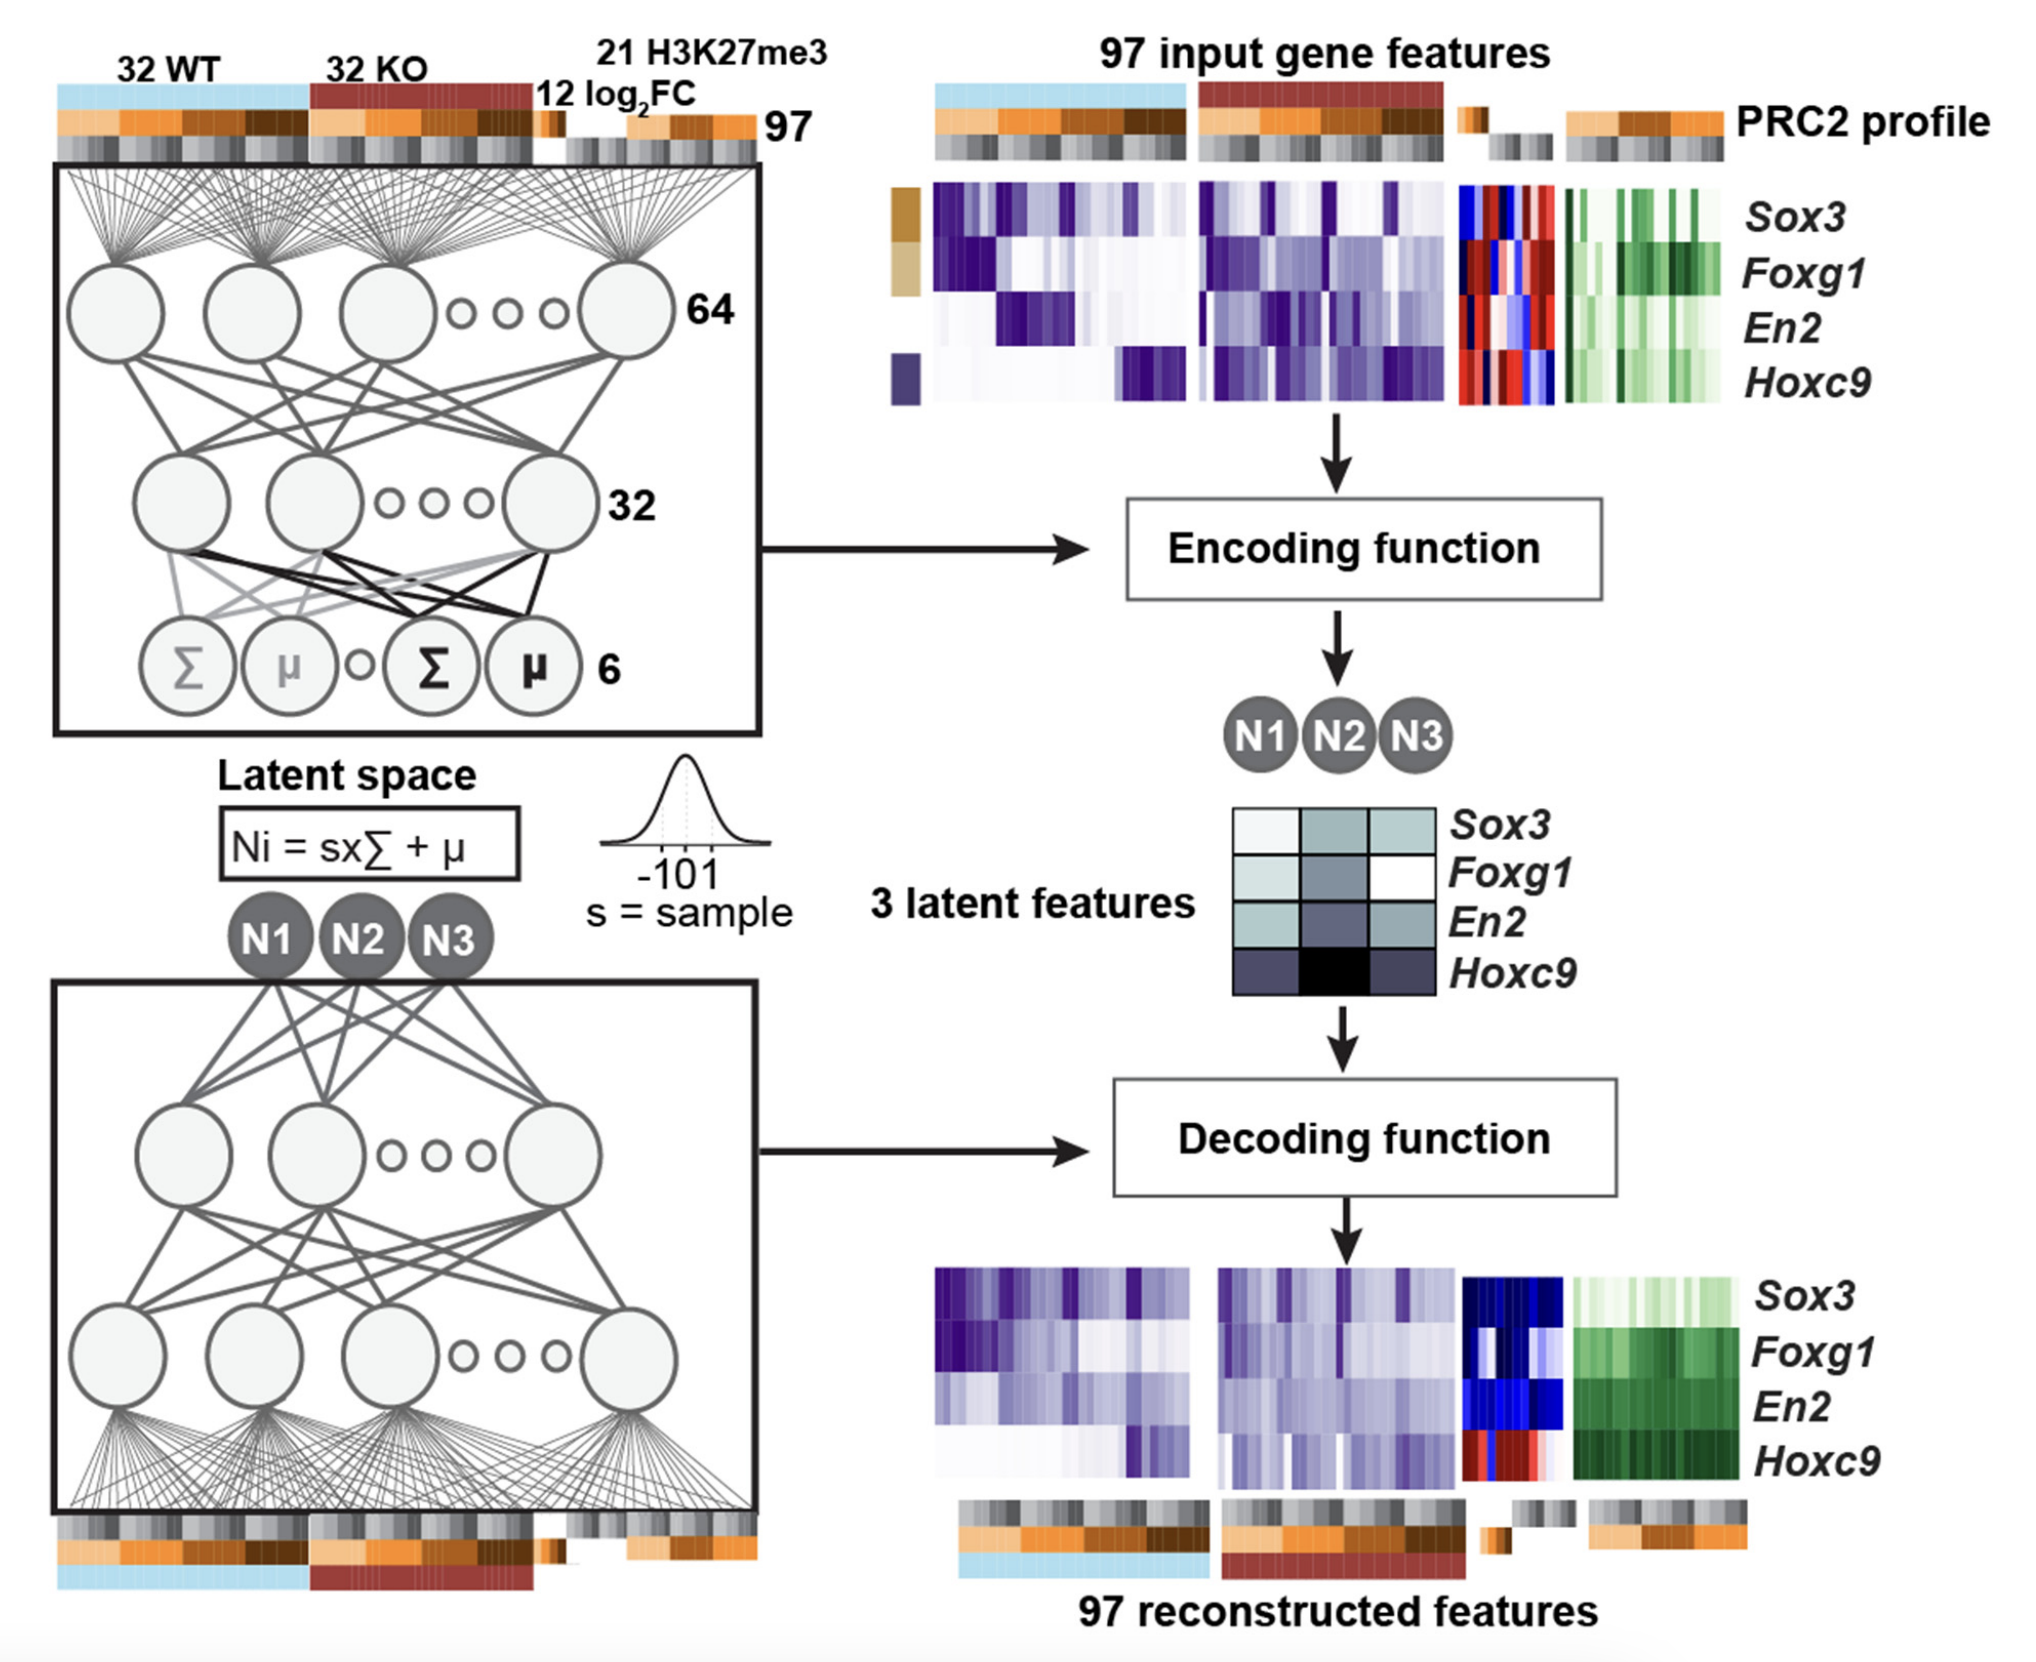 32 WT
32 KO
21 H3K27me3
12 log2FC
97
64
32
Σ μ Σ μ 6
Latent space
Ni = sx∑ + μ
-101
s = sample
N1 N2 N3
97 input gene features
PRC2 profile
Sox3
Foxg1
En2
Hoxc9
Encoding function
N1 N2 N3
3 latent features
Sox3
Foxg1
En2
Hoxc9
Decoding function
Sox3
Foxg1
En2
Hoxc9
97 reconstructed features